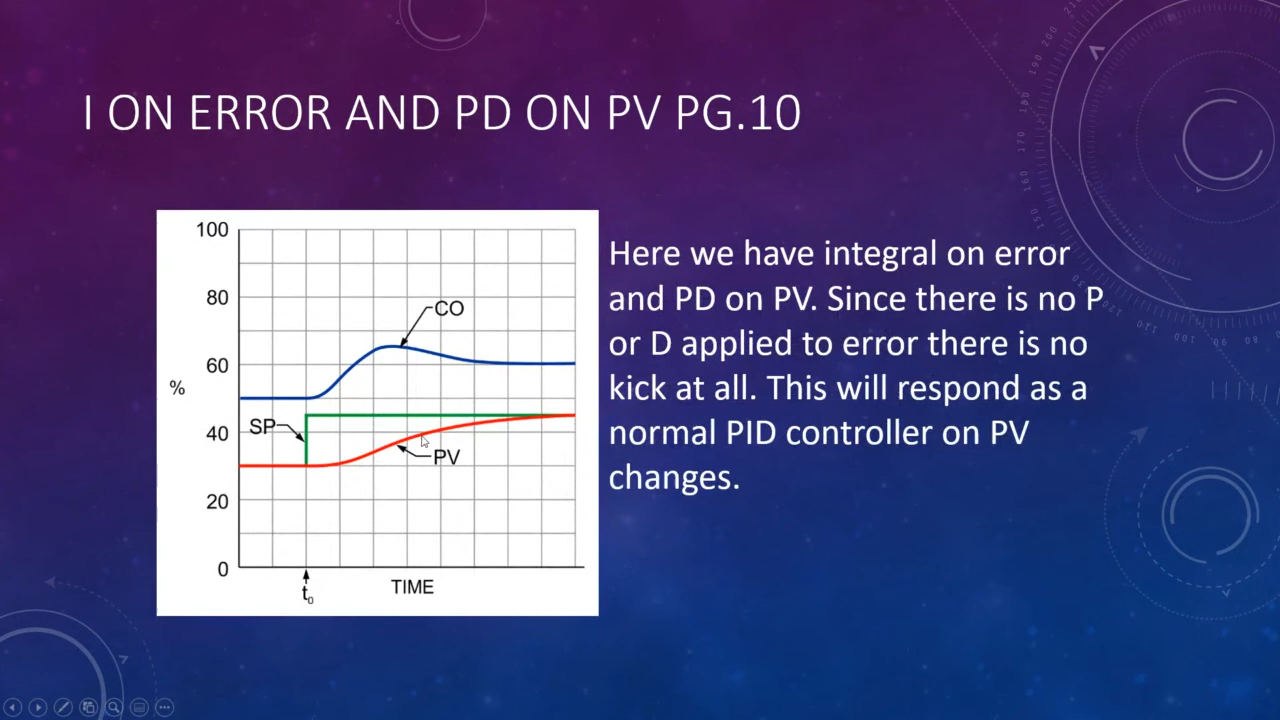 I ON ERROR AND PD ON PV PG.10
100
80
60
%
40
20
0
CO
SP
PV
t0
TIME
Here we have integral on error
and PD on PV. Since there is no P
or D applied to error there is no
kick at all. This will respond as a
normal PID controller on PV
changes.